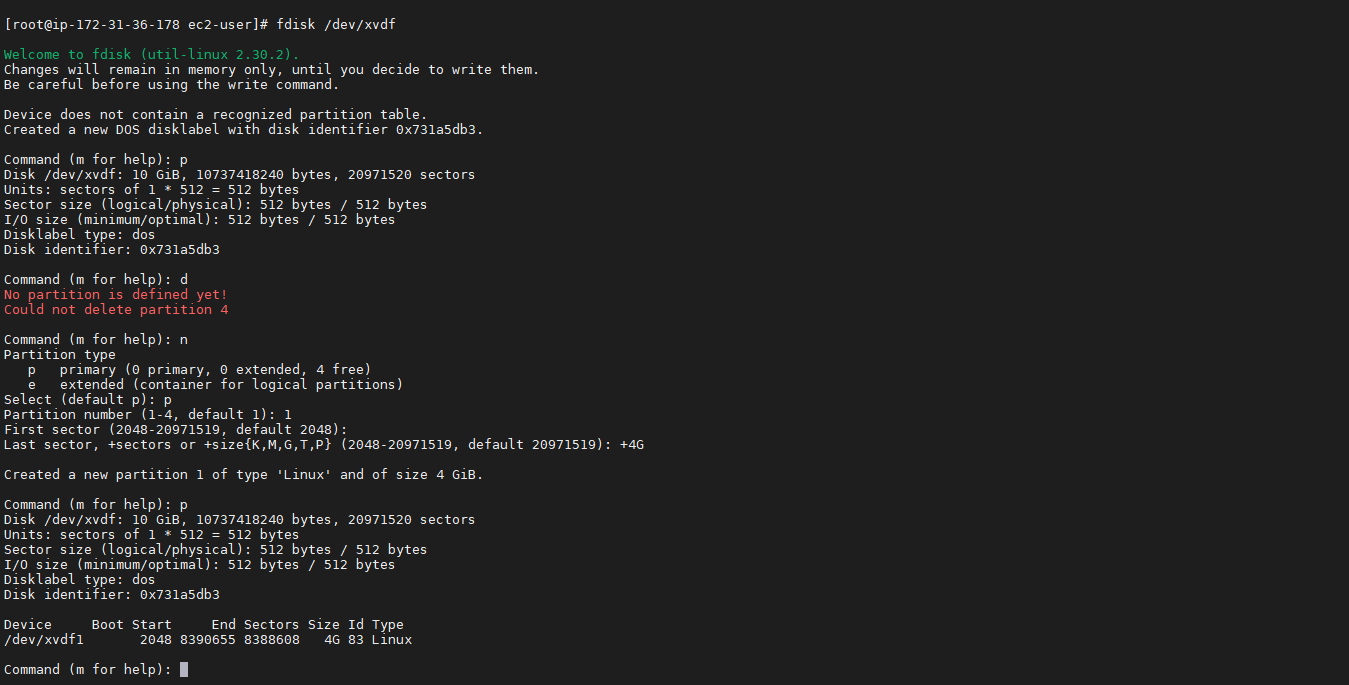 [root@ip-172-31-36-178 ec2-user]# fdisk /dev/xvdf
Welcome to fdisk (util-linux 2.30.2).
Changes will remain in memory only, until you decide to write them.
Be careful before using the write command.
Device does not contain a recognized partition table.
Created a new DOS disklabel with disk identifier 0x731a5db3.
Command (m for help): p
Disk /dev/xvdf: 10 GiB, 10737418240 bytes, 20971520 sectors
Units: sectors of 1 * 512 = 512 bytes
Sector size (logical/physical): 512 bytes / 512 bytes
I/O size (minimum/optimal): 512 bytes / 512 bytes
Disklabel type: dos
Disk identifier: 0x731a5db3
Command (m for help): d
No partition is defined yet!
Could not delete partition 4
Command (m for help): n
Partition type
   p   primary (0 primary, 0 extended, 4 free)
   e   extended (container for logical partitions)
Select (default p): p
Partition number (1-4, default 1): 1
First sector (2048-20971519, default 2048):
Last sector, +sectors or +size{K,M,G,T,P} (2048-20971519, default 20971519): +4G
Created a new partition 1 of type 'Linux' and of size 4 GiB.
Command (m for help): p
Disk /dev/xvdf: 10 GiB, 10737418240 bytes, 20971520 sectors
Units: sectors of 1 * 512 = 512 bytes
Sector size (logical/physical): 512 bytes / 512 bytes
I/O size (minimum/optimal): 512 bytes / 512 bytes
Disklabel type: dos
Disk identifier: 0x731a5db3
Device     Boot Start     End Sectors Size Id Type
/dev/xvdf1       2048 8390655 8388608   4G 83 Linux
Command (m for help):